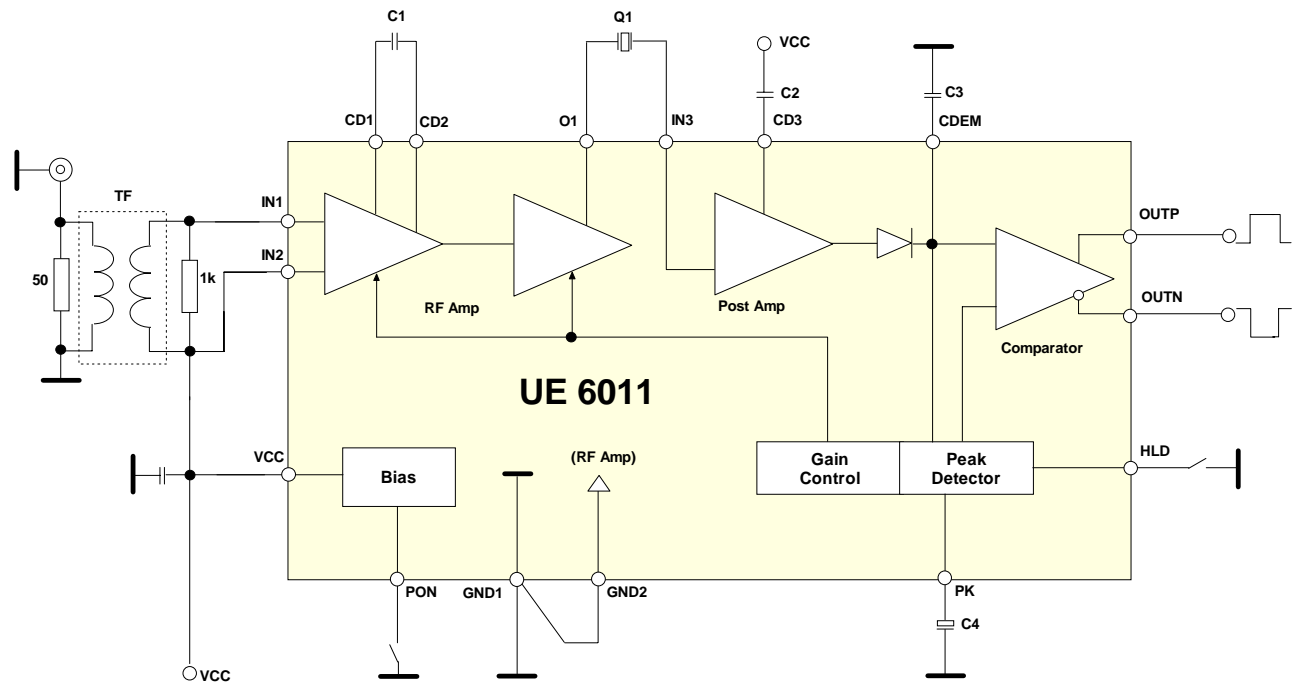 C1
Q1
VCC
C2
C3
CD1
CD2
O1
IN3
CD3
CDEM
TF
IN1
IN2
OUTP
50
1k
RF Amp
Post Amp
OUTN
Comparator
UE 6011
VCC
Bias
(RF Amp)
Gain
Control
Peak
Detector
HLD
PON
GND1
GND2
PK
C4
VCC